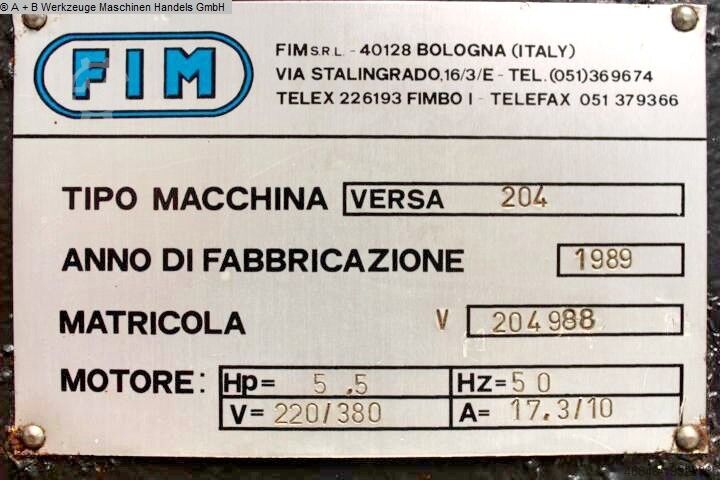 © A + B Werkzeuge Maschinen Handels GmbH
FIM
FIM S.R.L. - 40128 BOLOGNA (ITALY)
VIA STALINGRADO, 16/3/E - TEL. (051) 369674
TELEX 226193 FIMBO I - TELEFAX 051 379366
TIPO MACCHINA VERSA 204
ANNO DI FABBRICAZIONE 1989
MATRICOLA V 204988
MOTORE: Hp= 5.5 Hz=50
V= 220/380 A= 17.3/10